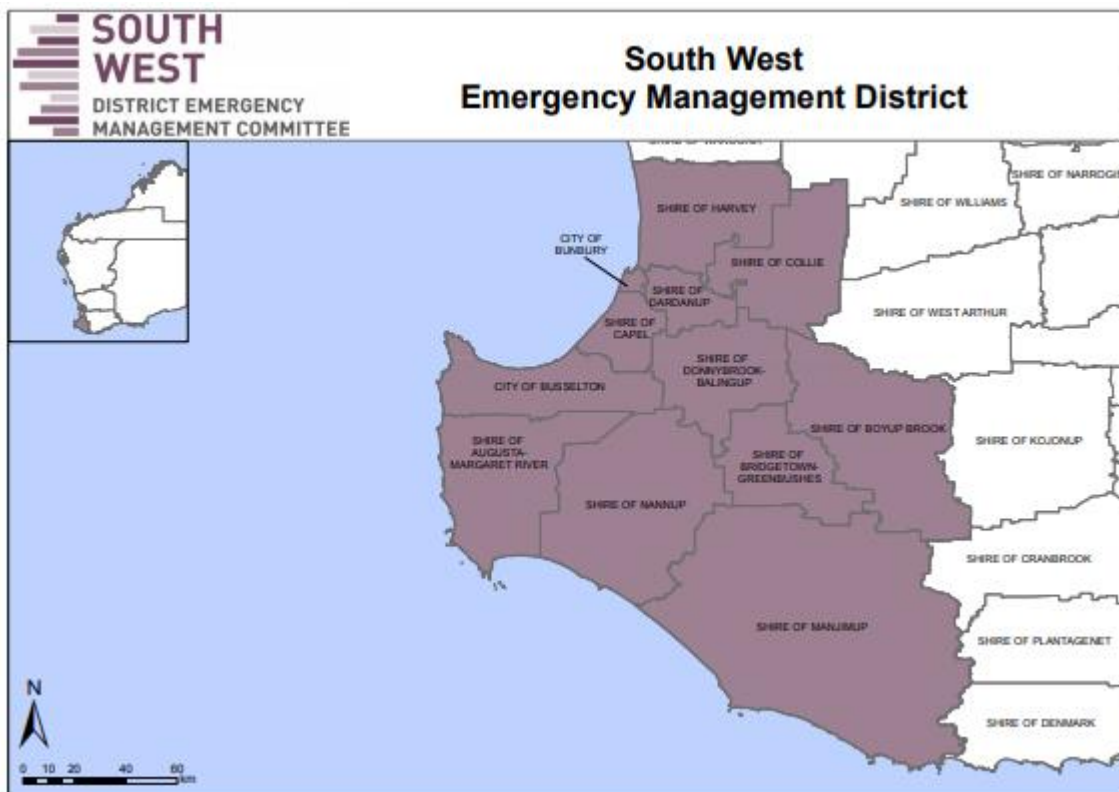 SOUTH
WEST
DISTRICT EMERGENCY
MANAGEMENT COMMITTEE
South West
Emergency Management District
SHIRE OF
SHIRE OF NARROGI
SHIRE OF WILLIAMS
SHIRE OF HARVEY
CITY OF
BUNBURY
SHIRE OF COLLIE
SHIRE OF
DARDANUP
SHIRE OF WEST ARTHUR
SHIRE OF
CAPEL
SHIRE OF
DONNYBROOK-
BALINGUP
CITY OF BUSSELTON
SHIRE OF BOYUP BROOK
SHIRE OF
AUGUSTA-
MARGARET RIVER
SHIRE OF KOJONUP
SHIRE OF
BRIDGETOWN-
GREENBUSHES
SHIRE OF NANNUP
SHIRE OF CRANBROOK
SHIRE OF MANJIMUP
SHIRE OF PLANTAGENET
SHIRE OF DENMARK
N
0 10 20 40 60
km